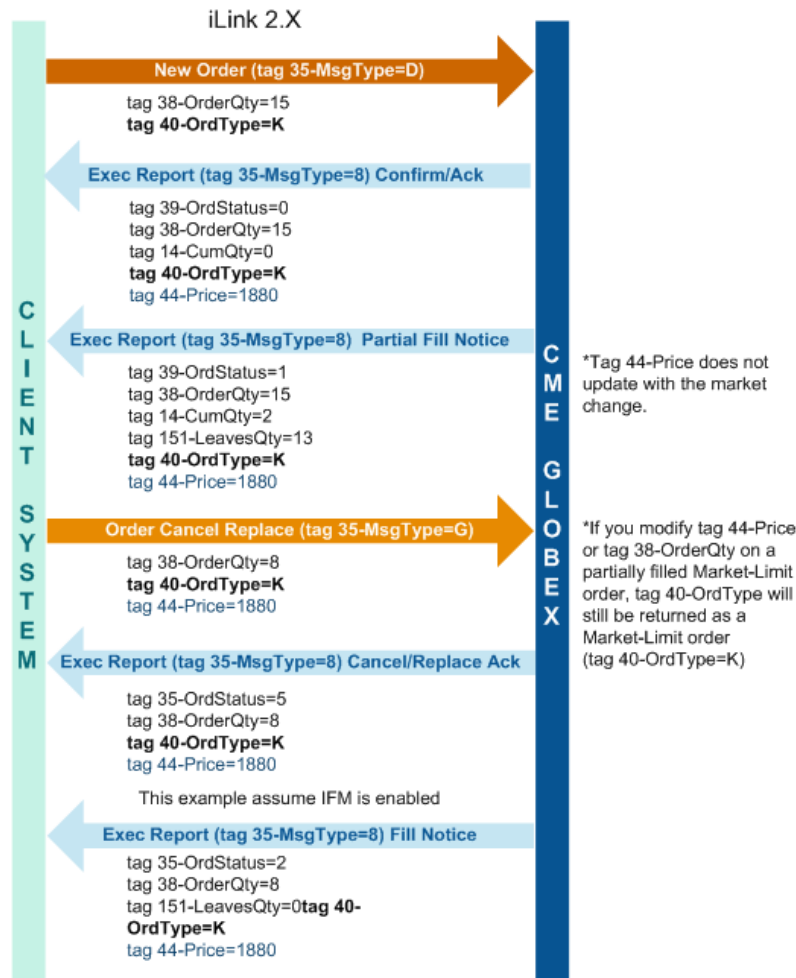 iLink 2.X
New Order (tag 35-MsgType=D)
tag 38-OrderQty=15
tag 40-OrdType=K
Exec Report (tag 35-MsgType=8) Confirm/Ack
tag 39-OrdStatus=0
tag 38-OrderQty=15
tag 14-CumQty=0
tag 40-OrdType=K
tag 44-Price=1880
CLIENT SYSTEM
Exec Report (tag 35-MsgType=8) Partial Fill Notice
tag 39-OrdStatus=1
tag 38-OrderQty=15
tag 14-CumQty=2
tag 151-LeavesQty=13
tag 40-OrdType=K
tag 44-Price=1880
CME GLOBEX
*Tag 44-Price does not
update with the market
change.
Order Cancel Replace (tag 35-MsgType=G)
tag 38-OrderQty=8
tag 40-OrdType=K
tag 44-Price=1880
*If you modify tag 44-Price
or tag 38-OrderQty on a
partially filled Market-Limit
order, tag 40-OrdType will
still be returned as a
Market-Limit order
(tag 40-OrdType=K)
Exec Report (tag 35-MsgType=8) Cancel/Replace Ack
tag 35-OrdStatus=5
tag 38-OrderQty=8
tag 40-OrdType=K
tag 44-Price=1880
This example assume IFM is enabled
Exec Report (tag 35-MsgType=8) Fill Notice
tag 35-OrdStatus=2
tag 38-OrderQty=8
tag 151-LeavesQty=0tag 40-
OrdType=K
tag 44-Price=1880